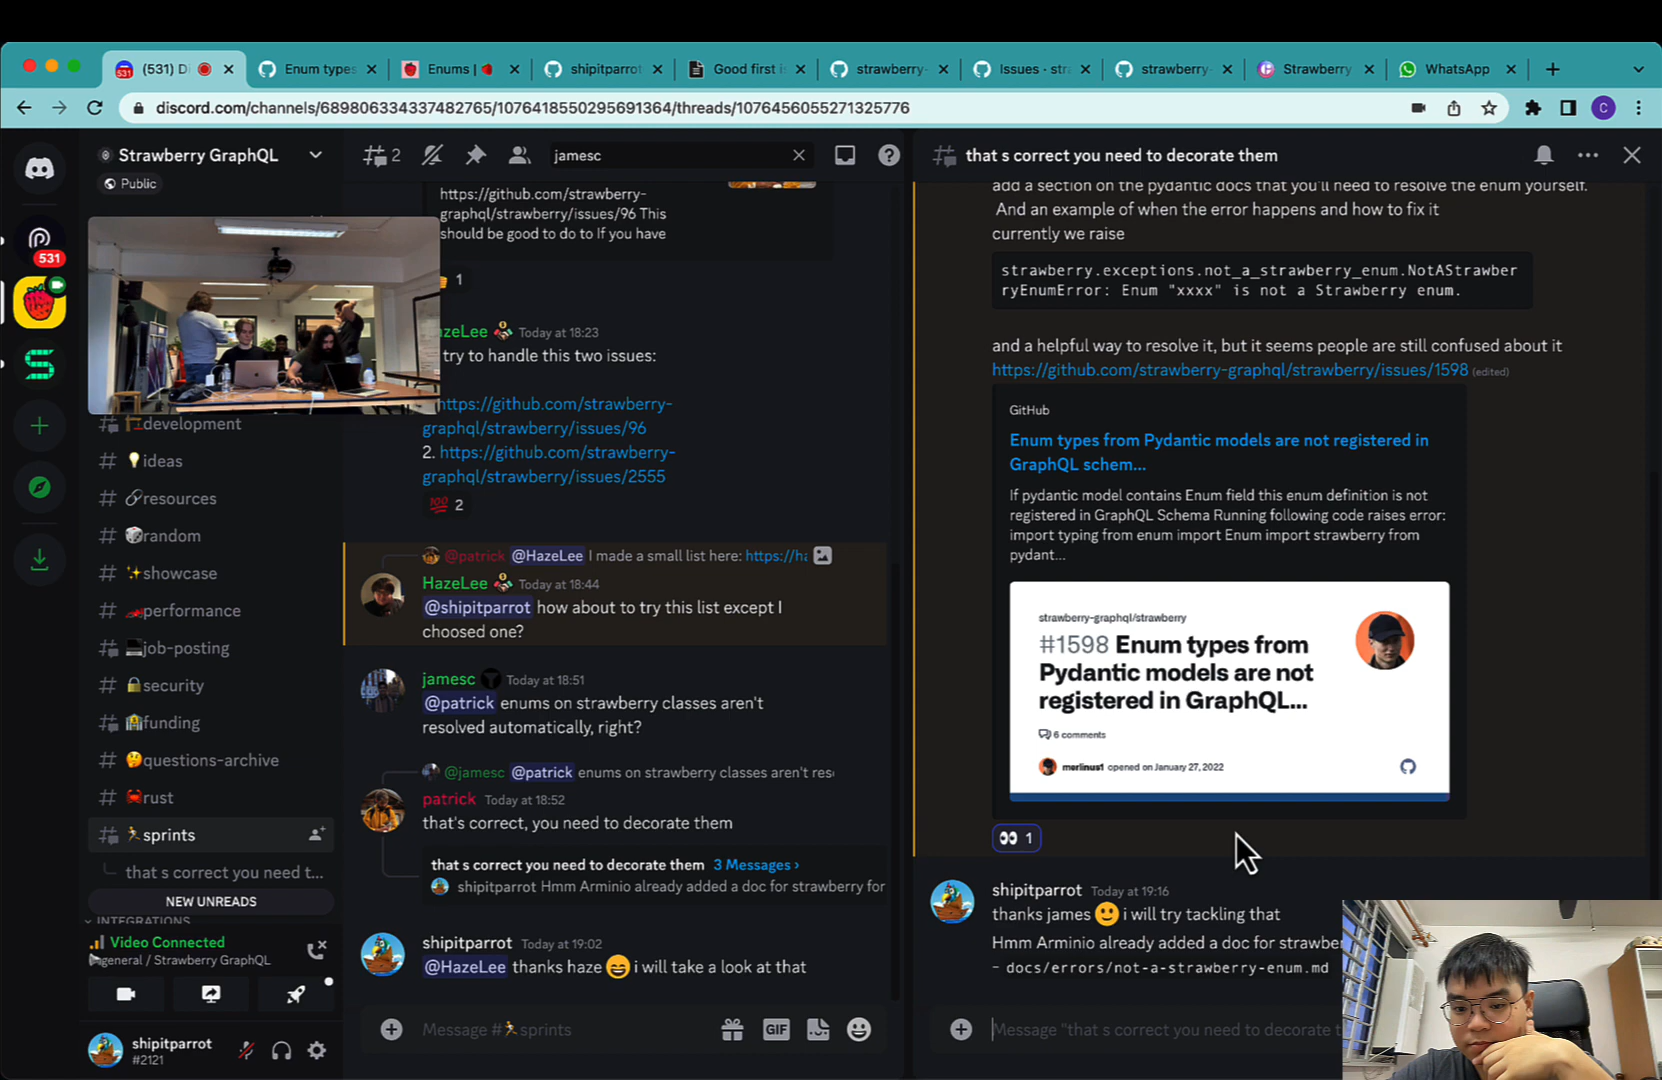 (531) Di
Enum types
Enums |
shipitparrot
Good first i
strawberry-
Issues · stra
strawberry-
Strawberry
WhatsApp
discord.com/channels/689806334337482765/1076418550295691364/threads/1076456055271325776
C
531
Strawberry GraphQL
Public
development
ideas
resources
random
showcase
performance
job-posting
security
funding
questions-archive
rust
sprints
that s correct you need t...
NEW UNREADS
INTEGRATIONS
Video Connected
general / Strawberry GraphQL
shipitparrot
#2121
2
jamesc
https://github.com/strawberry-
graphql/strawberry/issues/96 This
should be good to do to If you have
1
zeLee Today at 18:23
try to handle this two issues:
https://github.com/strawberry-
graphql/strawberry/issues/96
2. https://github.com/strawberry-
graphql/strawberry/issues/2555
💯 2
@patrick @HazeLee I made a small list here: https://ha
HazeLee Today at 18:44
@shipitparrot how about to try this list except I
choosed one?
jamesc Today at 18:51
@patrick enums on strawberry classes aren't
resolved automatically, right?
@jamesc @patrick enums on strawberry classes aren't reso
patrick Today at 18:52
that's correct, you need to decorate them
that s correct you need to decorate them 3 Messages ›
shipitparrot Hmm Arminio already added a doc for strawberry for
shipitparrot Today at 19:02
@HazeLee thanks haze 😄 i will take a look at that
Message #🏃sprints
GIF
that s correct you need to decorate them
add a section on the pydantic docs that you'll need to resolve the enum yourself.
And an example of when the error happens and how to fix it
currently we raise
strawberry.exceptions.not_a_strawberry_enum.NotAStrawber
ryEnumError: Enum "xxxx" is not a Strawberry enum.
and a helpful way to resolve it, but it seems people are still confused about it
https://github.com/strawberry-graphql/strawberry/issues/1598 (edited)
GitHub
Enum types from Pydantic models are not registered in
GraphQL schem...
If pydantic model contains Enum field this enum definition is not
registered in GraphQL Schema Running following code raises error:
import typing from enum import Enum import strawberry from
pydant...
strawberry-graphql/strawberry
#1598 Enum types from
Pydantic models are not
registered in GraphQL...
6 comments
merlinus1 opened on January 27, 2022
👀 1
shipitparrot Today at 19:16
thanks james 🙂 i will try tackling that
Hmm Arminio already added a doc for strawbe
- docs/errors/not-a-strawberry-enum.md
Message "that s correct you need to decorate t